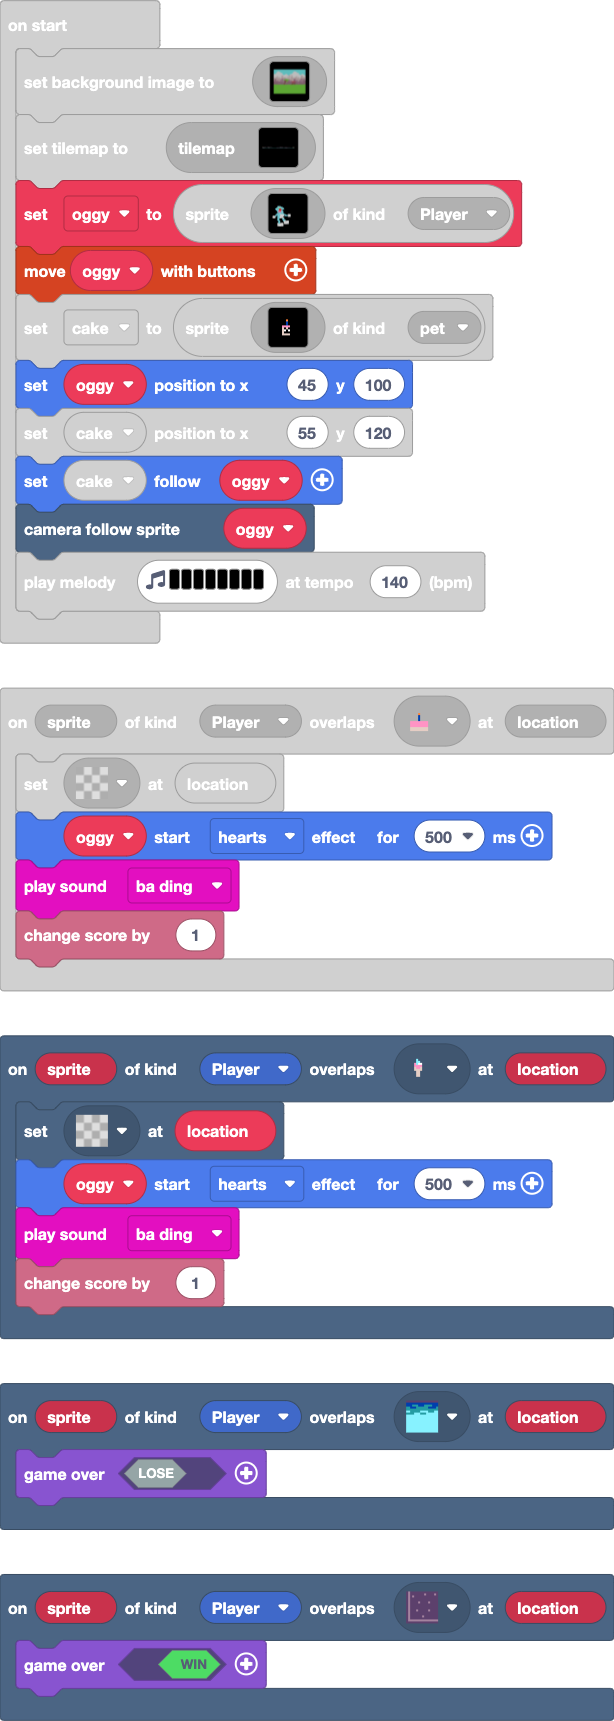 on start
set background image to
set tilemap to tilemap
set oggy to sprite of kind Player
move oggy with buttons
set cake to sprite of kind pet
set oggy position to x 45 y 100
set cake position to x 55 y 120
set cake follow oggy
camera follow sprite oggy
play melody at tempo 140 (bpm)
on sprite of kind Player overlaps at location
set at location
oggy start hearts effect for 500 ms
play sound ba ding
change score by 1
on sprite of kind Player overlaps at location
set at location
oggy start hearts effect for 500 ms
play sound ba ding
change score by 1
on sprite of kind Player overlaps at location
game over LOSE
on sprite of kind Player overlaps at location
game over WIN